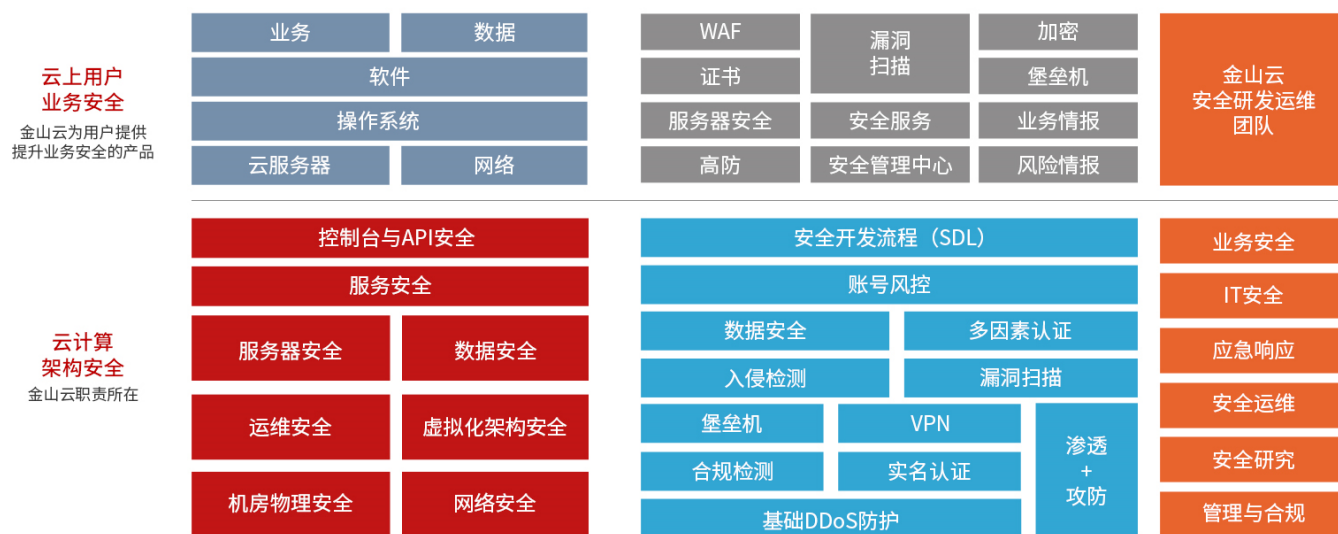 云上用户
业务安全
金山云为用户提供
提升业务安全的产品
业务
数据
软件
操作系统
云服务器
网络
WAF
漏洞
扫描
加密
证书
堡垒机
服务器安全
安全服务
业务情报
高防
安全管理中心
风险情报
金山云
安全研发运维
团队
云计算
架构安全
金山云职责所在
控制台与API安全
服务安全
服务器安全
数据安全
运维安全
虚拟化架构安全
机房物理安全
网络安全
安全开发流程（SDL）
账号风控
数据安全
多因素认证
入侵检测
漏洞扫描
堡垒机
VPN
合规检测
实名认证
基础DDoS防护
渗透
+
攻防
业务安全
IT安全
应急响应
安全运维
安全研究
管理与合规